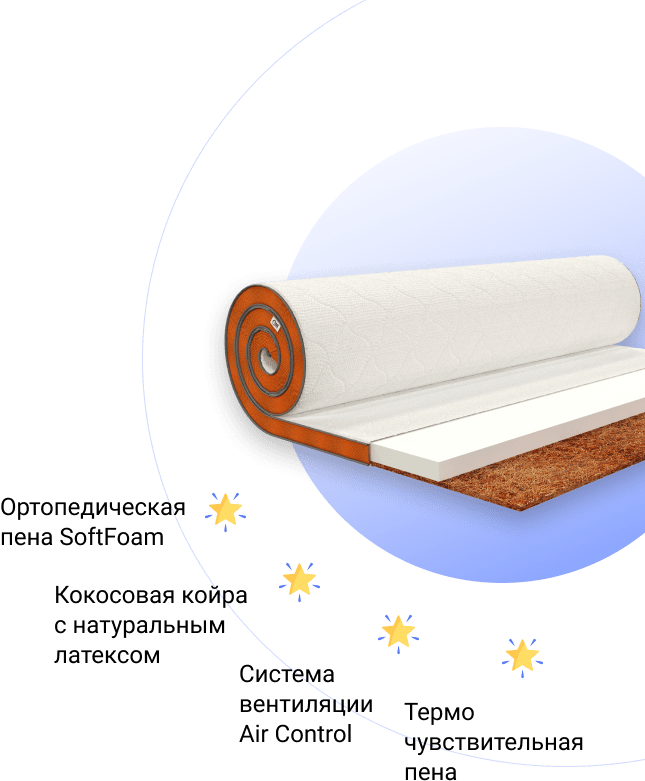 Ортопедическая
пена SoftFoam
Кокосовая койра
с натуральным
латексом
Система
вентиляции
Air Control
Термо
чувствительная
пена